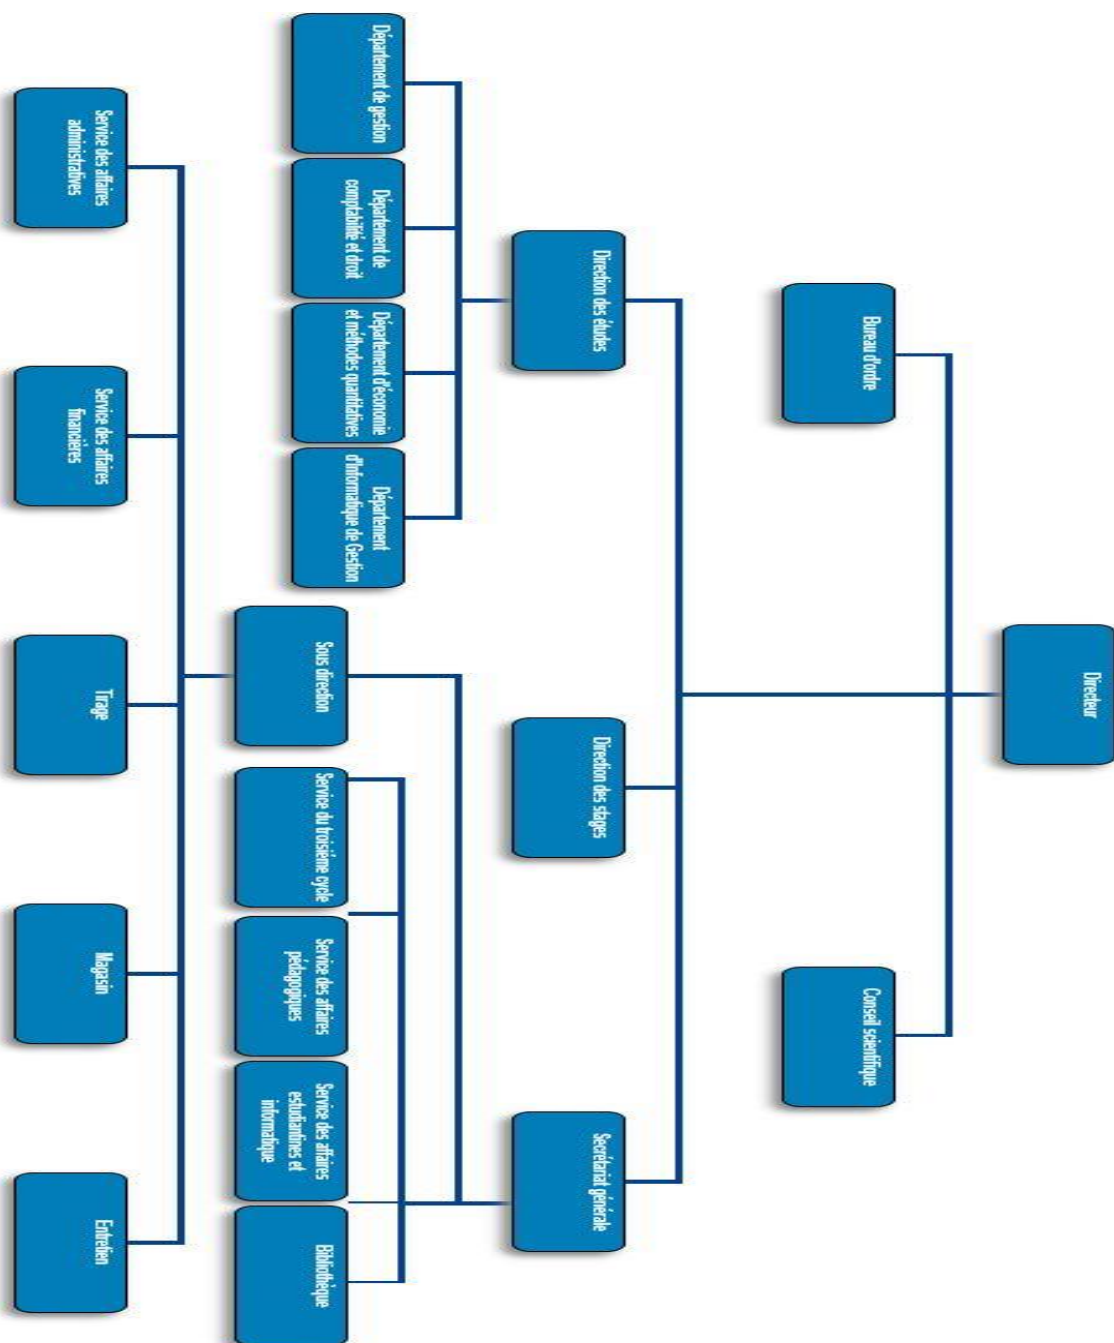 Directeur
Bureau d'ordre
Conseil scientifique
Direction des études
Direction des stages
Secrétariat générale
Département de gestion
Département de
comptabilité et droit
Département d'économie
et méthodes quantitatives
Département
d'Informatique de Gestion
Sous direction
Service du troisiéme cycle
Service des affaires
pédagogiques
Service des affaires
estudiantines et
informatique
Bibliothèque
Service des affaires
administratives
Service des affaires
financières
Tirage
Magasin
Entretien